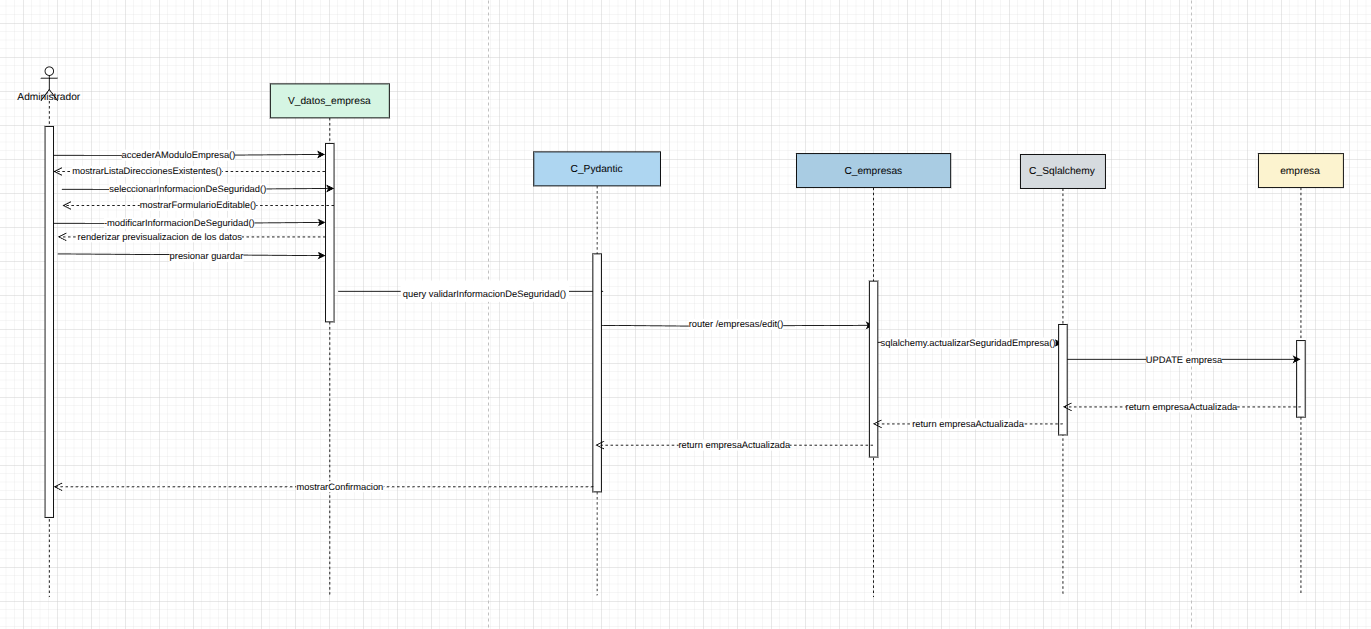 Administrador
V_datos_empresa
C_Pydantic
C_empresas
C_Sqlalchemy
empresa
accederAModuloEmpresa()
mostrarListaDireccionesExistentes()
seleccionarInformacionDeSeguridad()
mostrarFormularioEditable()
modificarInformacionDeSeguridad()
renderizar previsualizacion de los datos
presionar guardar
query validarInformacionDeSeguridad()
router /empresas/edit()
sqlalchemy.actualizarSeguridadEmpresa()
UPDATE empresa
return empresaActualizada
return empresaActualizada
return empresaActualizada
mostrarConfirmacion